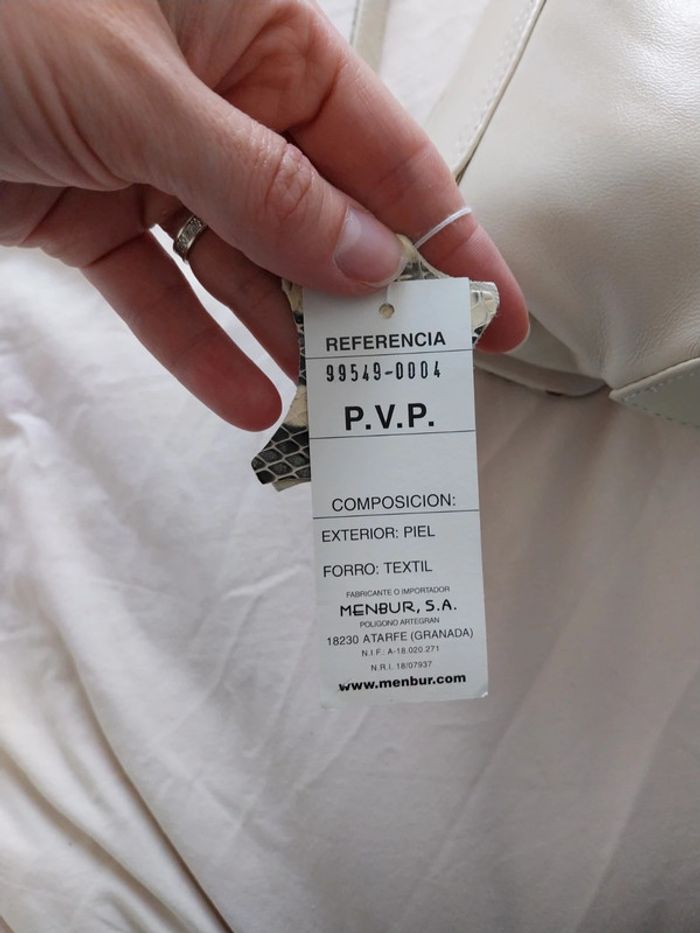 REFERENCIA
99549-0004
P.V.P.
COMPOSICION:
EXTERIOR: PIEL
FORRO: TEXTIL
FABRICANTE O IMPORTADOR
MENBUR, S.A.
POLIGONO ARTEGRAN
18230 ATARFE (GRANADA)
N.I.F.: A-18.020.271
N.R.I. 18/07937
www.menbur.com